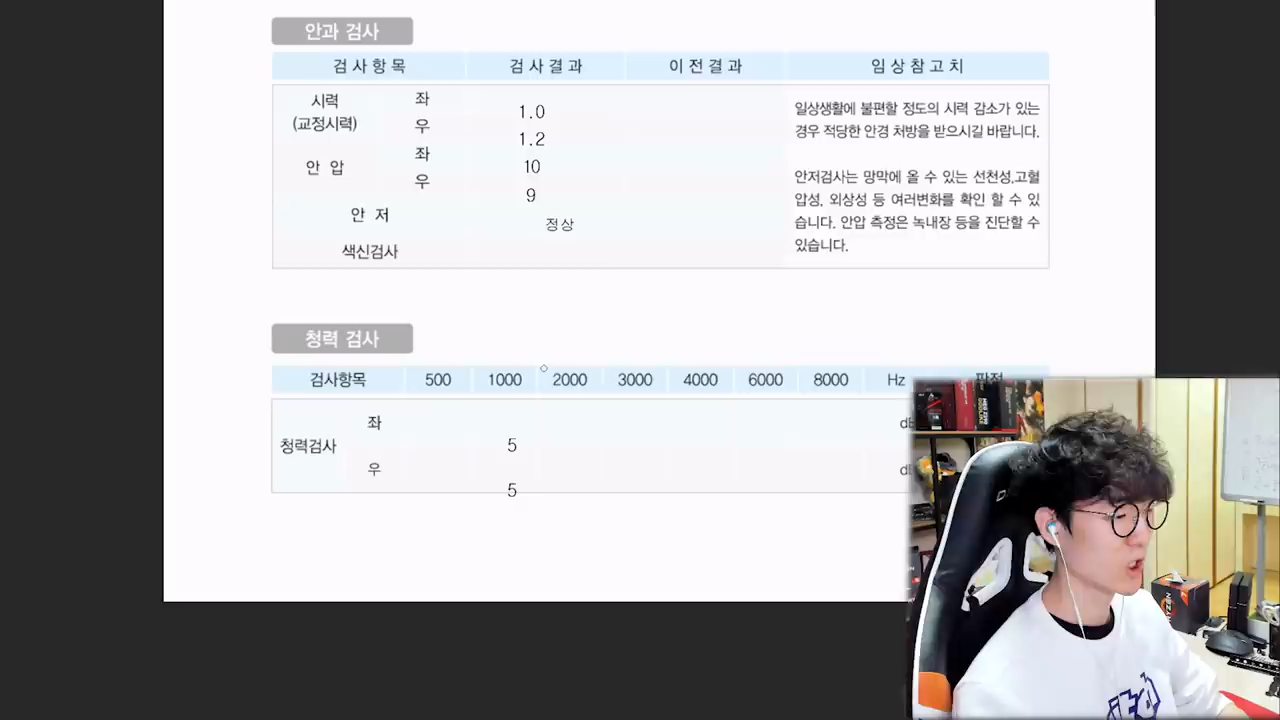 안과 검사
검사항목 검사결과 이전결과 임상참고치
시력 좌 1.0
(교정시력) 우 1.2
안 압 좌 10
우 9
안 저 정상
색신검사
일상생활에 불편할 정도의 시력 감소가 있는
경우 적당한 안경 처방을 받으시길 바랍니다.
안저검사는 망막에 올 수 있는 선천성,고혈
압성, 외상성 등 여러변화를 확인 할 수 있
습니다. 안압 측정은 녹내장 등을 진단할 수
있습니다.
청력 검사
검사항목 500 1000 2000 3000 4000 6000 8000 Hz 판정
청력검사 좌 5
우 5